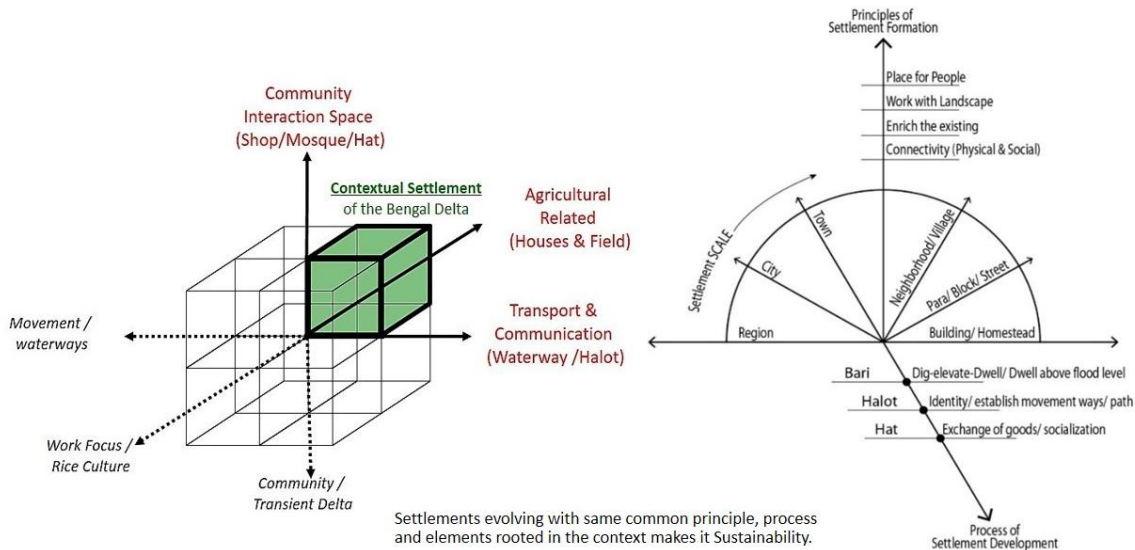 Community
Interaction Space
(Shop/Mosque/Hat)
Contextual Settlement
of the Bengal Delta
Agricultural
Related
(Houses & Field)
Transport &
Communication
(Waterway /Halot)
Movement /
waterways
Work Focus /
Rice Culture
Community /
Transient Delta
Principles of
Settlement Formation
Place for People
Work with Landscape
Enrich the existing
Connectivity (Physical & Social)
Settlement SCALE
Region
City
Town
Neighborhood/ Village
Para/ Block/ Street
Building/ Homestead
Bari
Dig-elevate-Dwell/ Dwell above flood level
Halot
Identity/ establish movement ways/ path
Hat
Exchange of goods/ socialization
Process of
Settlement Development
Settlements evolving with same common principle, process
and elements rooted in the context makes it Sustainability.